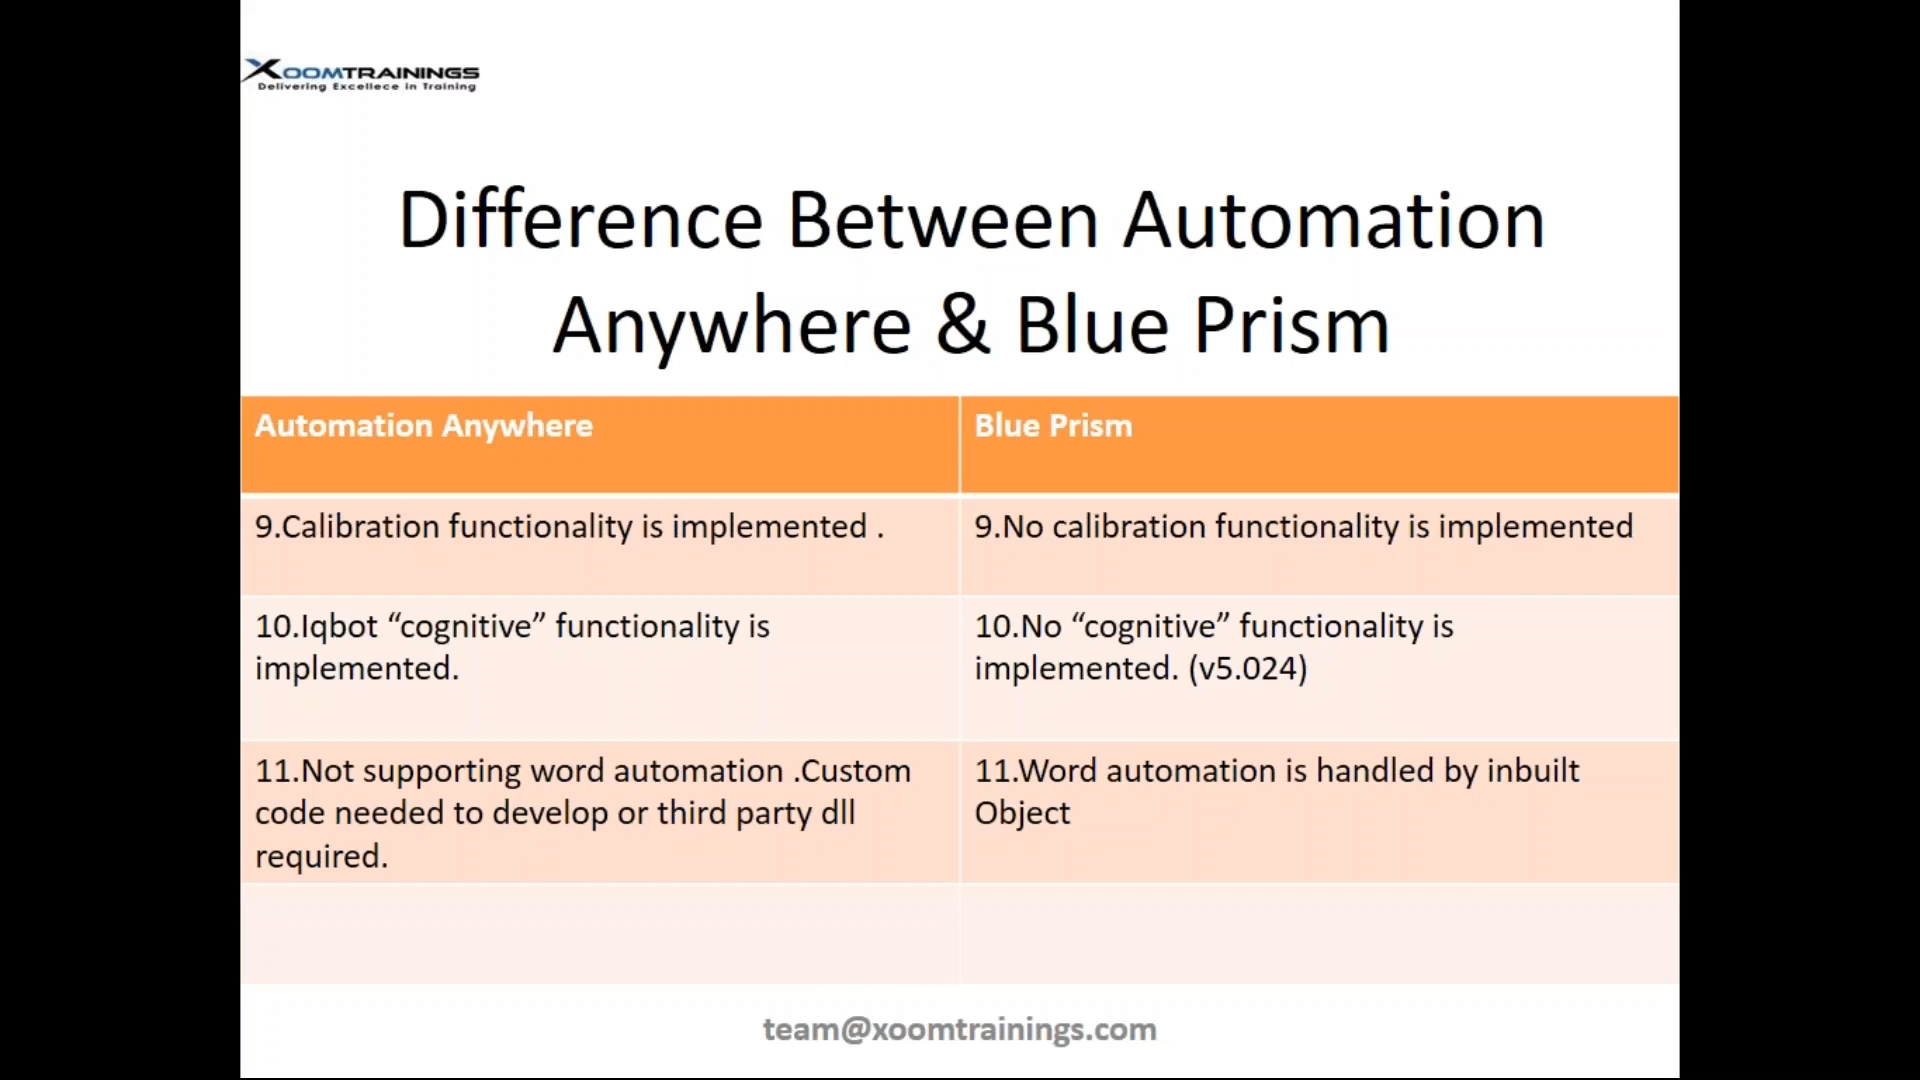 XOOMTRAININGS
Delivering Excellece in Training
Difference Between Automation
Anywhere & Blue Prism
Automation Anywhere
Blue Prism
9.Calibration functionality is implemented .
9.No calibration functionality is implemented
10.Iqbot “cognitive” functionality is
implemented.
10.No “cognitive” functionality is
implemented. (v5.024)
11.Not supporting word automation .Custom
code needed to develop or third party dll
required.
11.Word automation is handled by inbuilt
Object
team@xoomtrainings.com